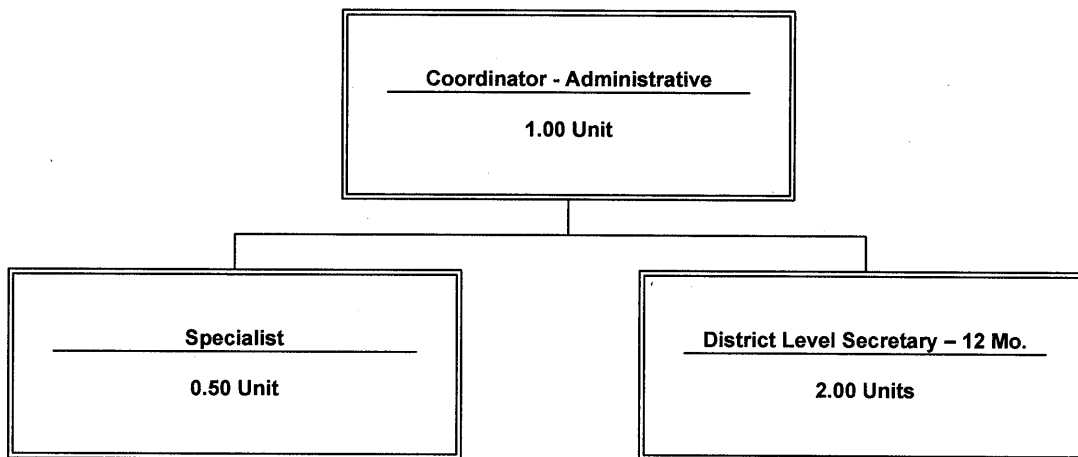 Coordinator - Administrative
1.00 Unit
Specialist
0.50 Unit
District Level Secretary – 12 Mo.
2.00 Units